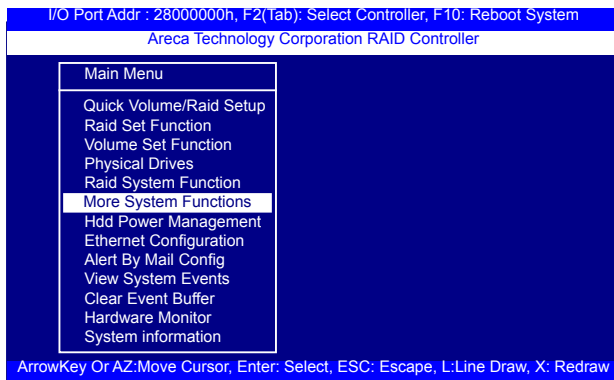 I/O Port Addr : 28000000h, F2(Tab): Select Controller, F10: Reboot System
Areca Technology Corporation RAID Controller
Main Menu
Quick Volume/Raid Setup
Raid Set Function
Volume Set Function
Physical Drives
Raid System Function
More System Functions
Hdd Power Management
Ethernet Configuration
Alert By Mail Config
View System Events
Clear Event Buffer
Hardware Monitor
System information
ArrowKey Or AZ:Move Cursor, Enter: Select, ESC: Escape, L:Line Draw, X: Redraw